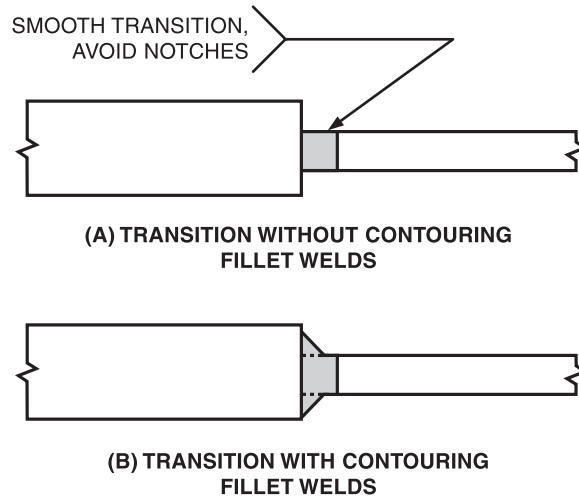 SMOOTH TRANSITION,
AVOID NOTCHES
(A) TRANSITION WITHOUT CONTOURING
FILLET WELDS
(B) TRANSITION WITH CONTOURING
FILLET WELDS